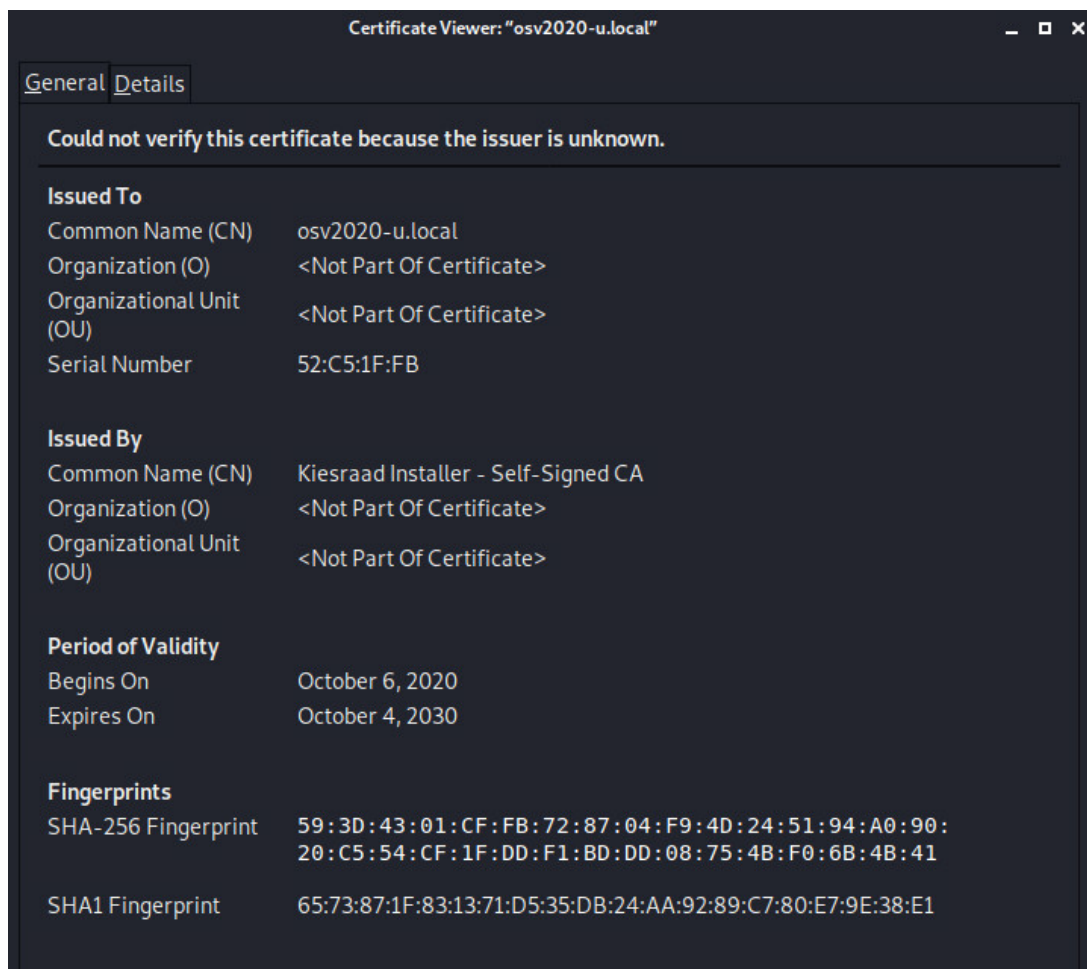 Certificate Viewer: “osv2020-u.local”
General Details
Could not verify this certificate because the issuer is unknown.
Issued To
Common Name (CN) osv2020-u.local
Organization (O) <Not Part Of Certificate>
Organizational Unit (OU) <Not Part Of Certificate>
Serial Number 52:C5:1F:FB
Issued By
Common Name (CN) Kiesraad Installer - Self-Signed CA
Organization (O) <Not Part Of Certificate>
Organizational Unit (OU) <Not Part Of Certificate>
Period of Validity
Begins On October 6, 2020
Expires On October 4, 2030
Fingerprints
SHA-256 Fingerprint 59:3D:43:01:CF:FB:72:87:04:F9:4D:24:51:94:A0:90:
20:C5:54:CF:1F:DD:F1:BD:DD:08:75:4B:F0:6B:4B:41
SHA1 Fingerprint 65:73:87:1F:83:13:71:D5:35:DB:24:AA:92:89:C7:80:E7:9E:38:E1